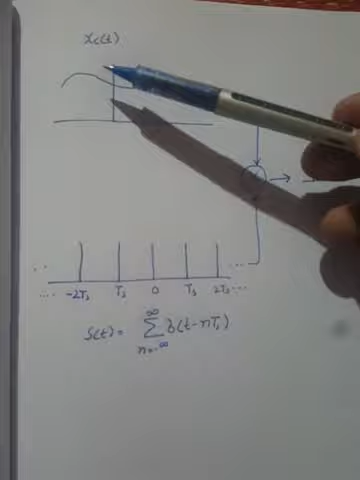 xc(t)
... -2Ts Ts 0 Ts 2Ts ...
S(t) = ∞∑n=-∞ δ(t-nTs)